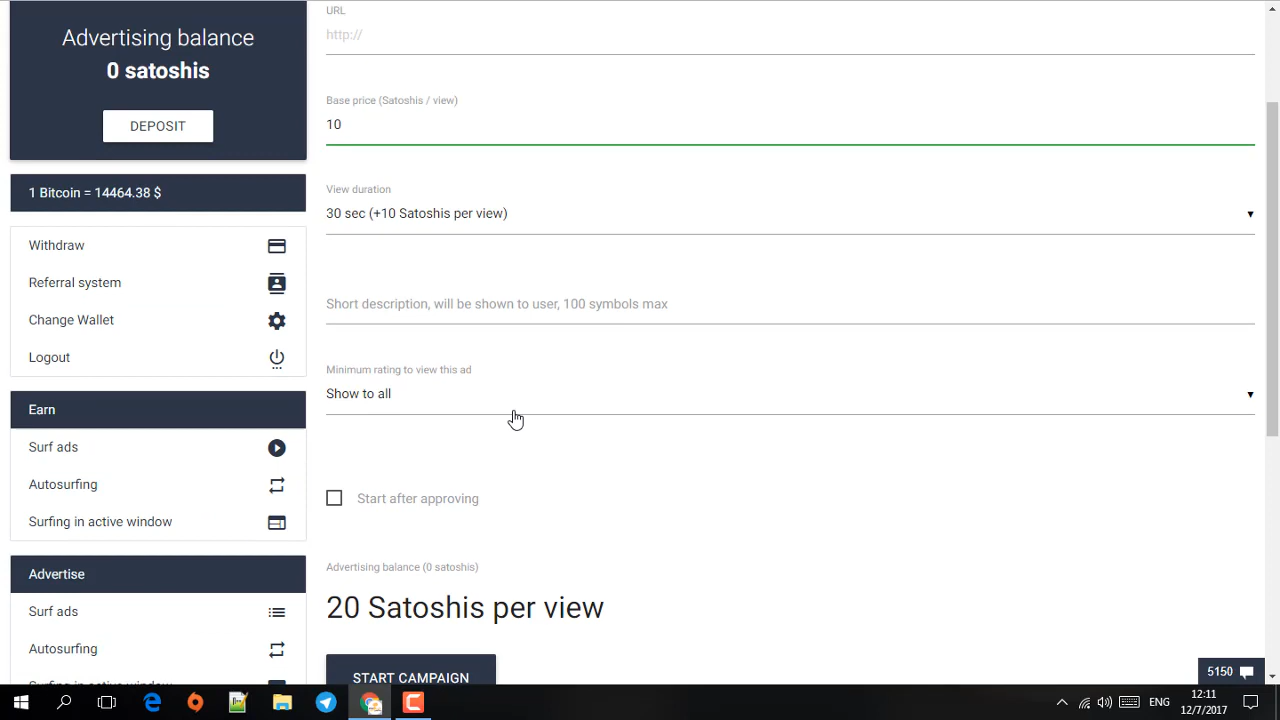 Advertising balance
0 satoshis
DEPOSIT
1 Bitcoin = 14464.38 $
Withdraw
Referral system
Change Wallet
Logout
Earn
Surf ads
Autosurfing
Surfing in active window
Advertise
Surf ads
Autosurfing
Surfing in active window
URL
http://
Base price (Satoshis / view)
10
View duration
30 sec (+10 Satoshis per view)
Short description, will be shown to user, 100 symbols max
Minimum rating to view this ad
Show to all
Start after approving
Advertising balance (0 satoshis)
20 Satoshis per view
START CAMPAIGN
5150
ENG
12:11
12/7/2017